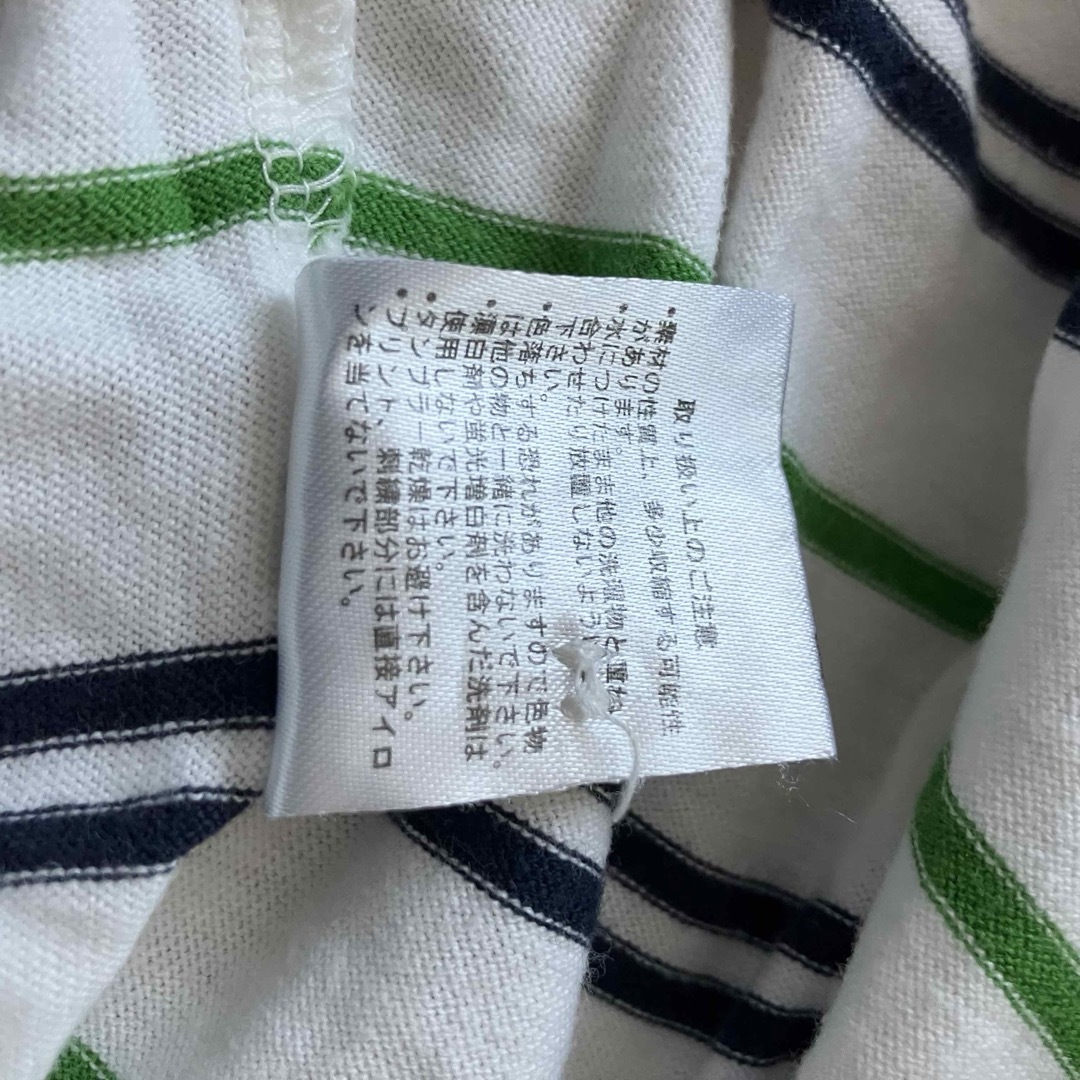 取り扱い上のご注意
・素材の性質上、多少収縮する可能性
があります。
・水につけたまま他の洗濯物と重ね
合わせたり放置しないよう
下さい。
・色落ちする恐れがありますので色物
は他の物と一緒に洗わないで下さい。
・漂白剤や蛍光増白剤を含んだ洗剤は
使用しないで下さい。
・タンブラー乾燥はお避け下さい。
・プリント、刺繍部分には直接アイロ
ンを当てないで下さい。